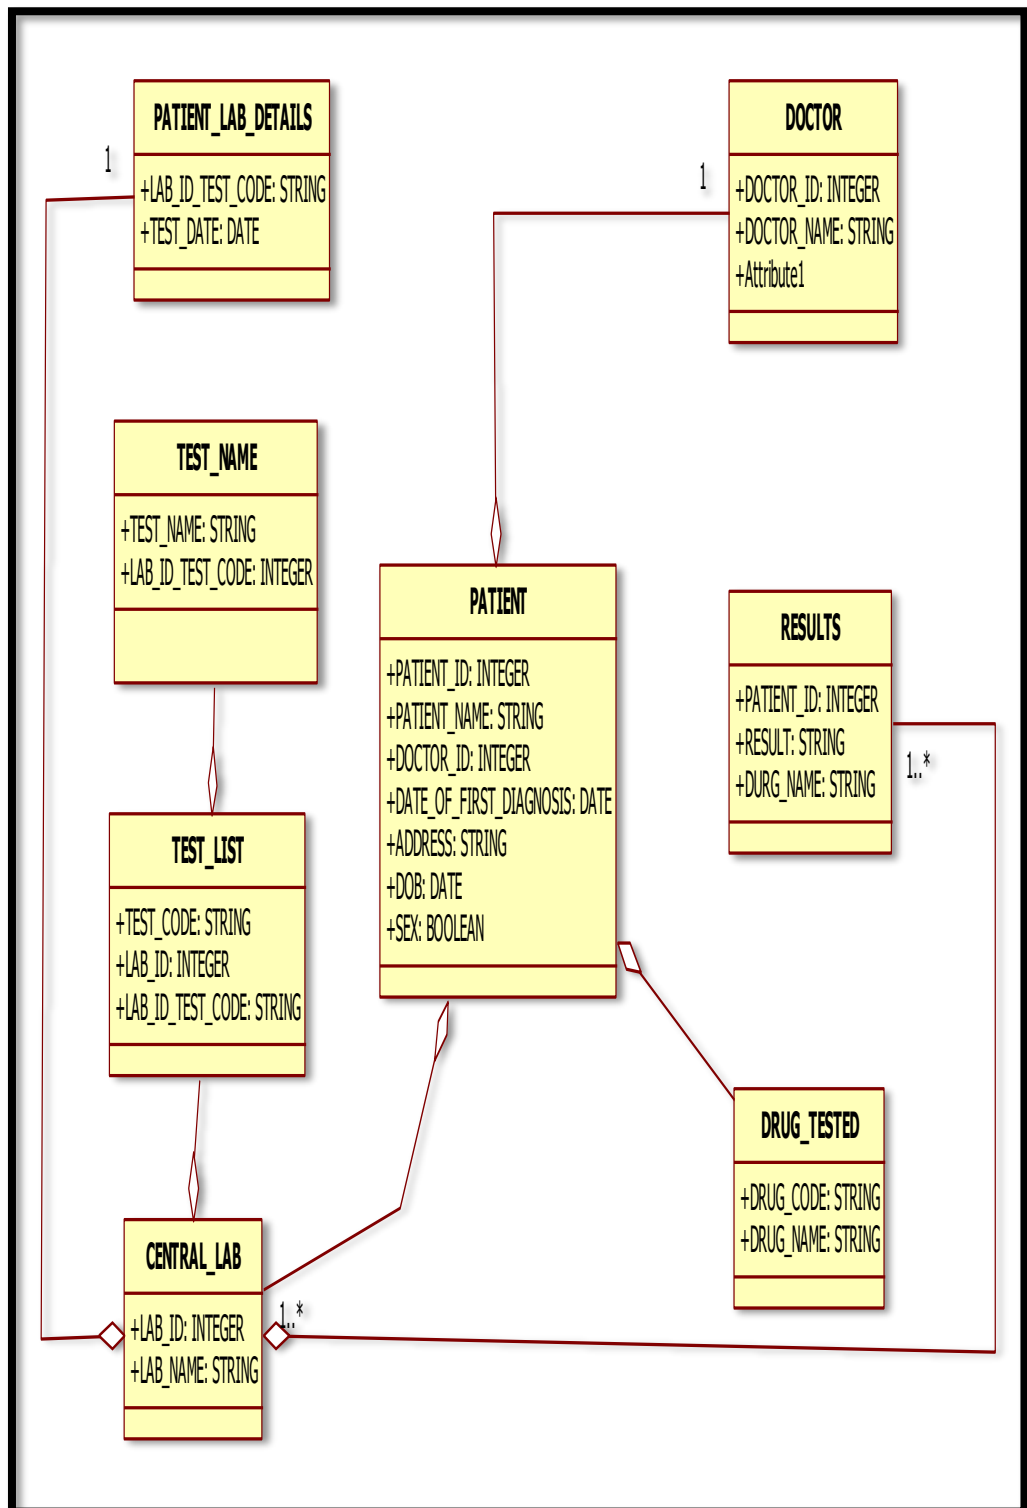 PATIENT_LAB_DETAILS
1
+LAB_ID_TEST_CODE: STRING
+TEST_DATE: DATE
DOCTOR
1
+DOCTOR_ID: INTEGER
+DOCTOR_NAME: STRING
+Attribute1
TEST_NAME
+TEST_NAME: STRING
+LAB_ID_TEST_CODE: INTEGER
PATIENT
+PATIENT_ID: INTEGER
+PATIENT_NAME: STRING
+DOCTOR_ID: INTEGER
+DATE_OF_FIRST_DIAGNOSIS: DATE
+ADDRESS: STRING
+DOB: DATE
+SEX: BOOLEAN
RESULTS
+PATIENT_ID: INTEGER
+RESULT: STRING
+DURG_NAME: STRING
1..*
TEST_LIST
+TEST_CODE: STRING
+LAB_ID: INTEGER
+LAB_ID_TEST_CODE: STRING
DRUG_TESTED
+DRUG_CODE: STRING
+DRUG_NAME: STRING
CENTRAL_LAB
1..*
+LAB_ID: INTEGER
+LAB_NAME: STRING